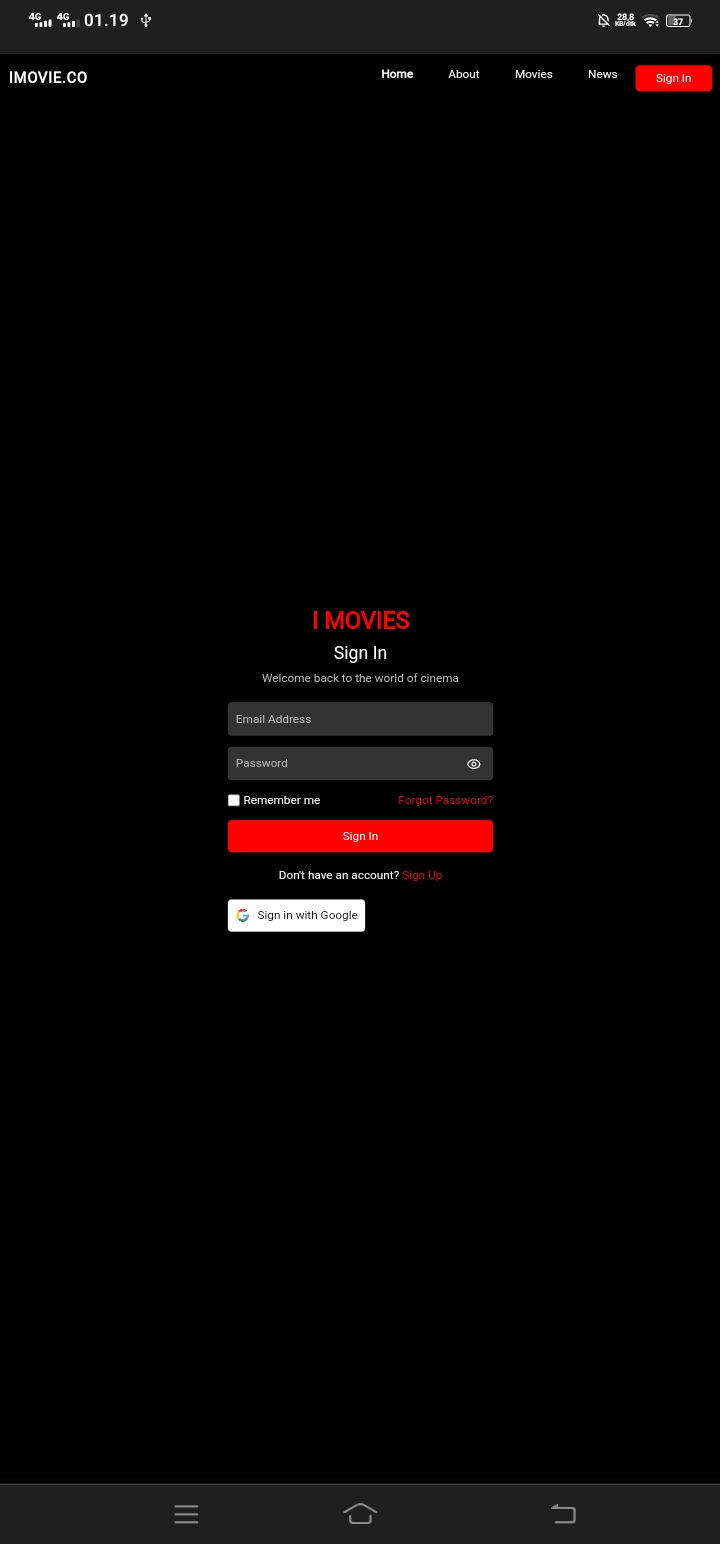 4G 4G 01.19 28,8 KB/dtk 37
IMOVIE.CO Home About Movies News Sign In
I MOVIES
Sign In
Welcome back to the world of cinema
Email Address
Password
Remember me Forgot Password?
Sign In
Don't have an account? Sign Up
Sign in with Google